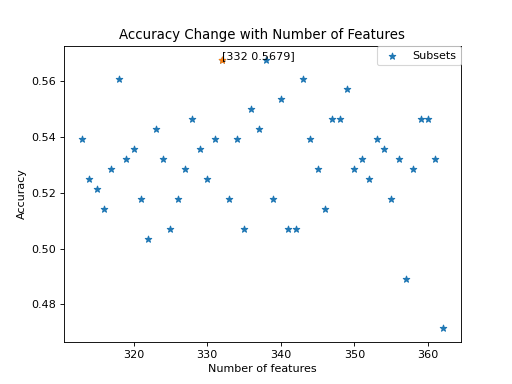 Accuracy Change with Number of Features
[332 0.5679]
Subsets
0.56
0.54
0.52
0.50
0.48
Accuracy
320 330 340 350 360
Number of features